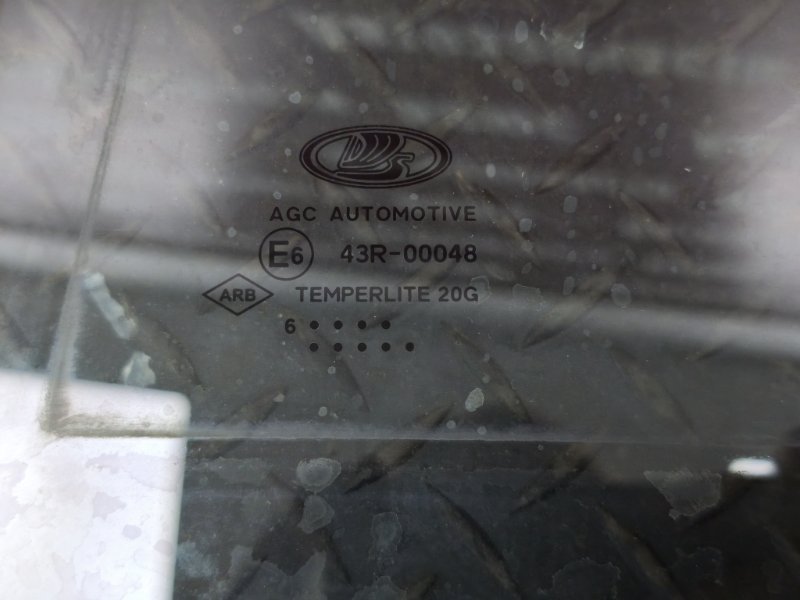 AGC AUTOMOTIVE
E6 43R-00048
ARB TEMPERLITE 20G
6 • • • •
• • • • •